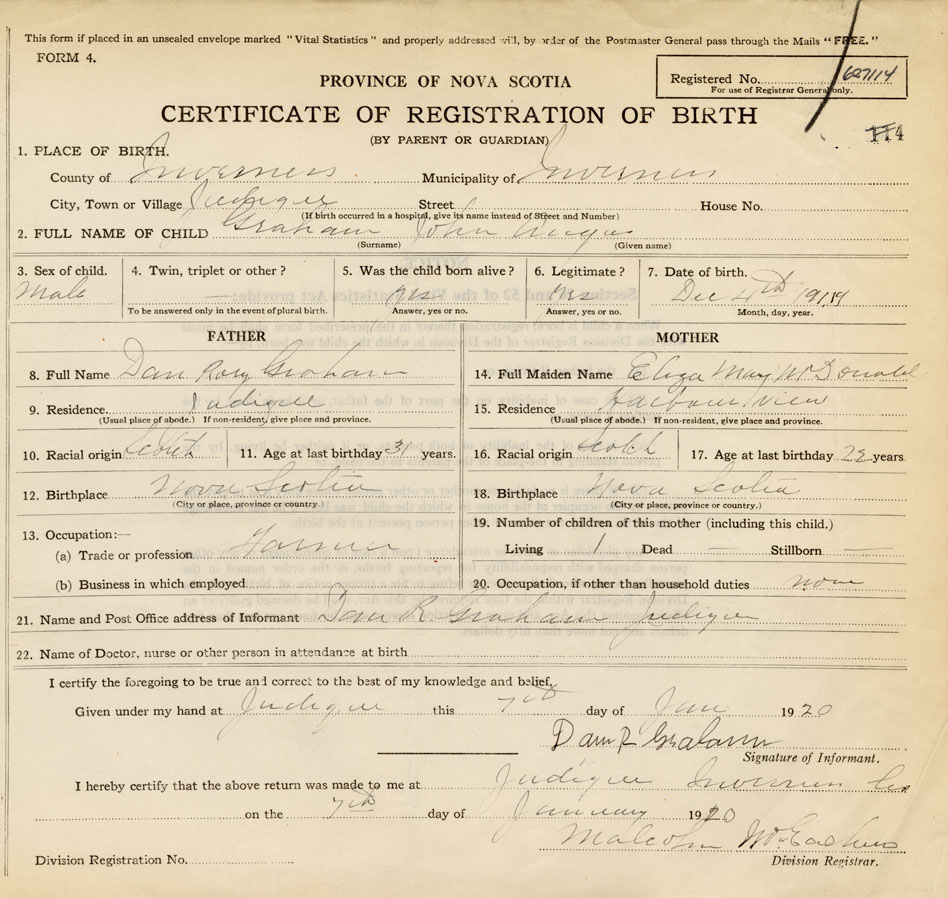 This form if placed in an unsealed envelope marked "Vital Statistics" and properly addressed will, by order of the Postmaster General pass through the Mails "FREE."
FORM 4.
PROVINCE OF NOVA SCOTIA
Registered No. 627114
For use of Registrar General only.
CERTIFICATE OF REGISTRATION OF BIRTH
(BY PARENT OR GUARDIAN)
114
1. PLACE OF BIRTH.
County of Inverness Municipality of Inverness
City, Town or Village Judique Street House No.
(If birth occurred in a hospital, give its name instead of Street and Number)
2. FULL NAME OF CHILD Graham John Angus
(Surname) (Given name)
3. Sex of child. 4. Twin, triplet or other? 5. Was the child born alive? 6. Legitimate? 7. Date of birth.
Male — yes yes Dec 4th 1919
To be answered only in the event of plural birth. Answer, yes or no. Answer, yes or no. Month, day, year.
FATHER
8. Full Name Dan Rory Graham
9. Residence Judique
(Usual place of abode.) If non-resident, give place and province.
10. Racial origin Scotch 11. Age at last birthday 31 years.
12. Birthplace Nova Scotia
(City or place, province or country.)
13. Occupation:—
(a) Trade or profession Farmer
(b) Business in which employed
MOTHER
14. Full Maiden Name Eliza May McDonald
15. Residence Harbour View
(Usual place of abode.) If non-resident, give place and province.
16. Racial origin Scotch 17. Age at last birthday years.
18. Birthplace Nova Scotia
(City or place, province or country.)
19. Number of children of this mother (including this child.)
Living 1 Dead — Stillborn —
20. Occupation, if other than household duties none
21. Name and Post Office address of Informant Dan R Graham Judique
22. Name of Doctor, nurse or other person in attendance at birth
I certify the foregoing to be true and correct to the best of my knowledge and belief.
Given under my hand at Judique this 7th day of Jan 1920
Dan R Graham
Signature of Informant.
I hereby certify that the above return was made to me at Judique Inverness Co
on the 7th day of January 1920
Malcolm McEachern
Division Registration No. Division Registrar.